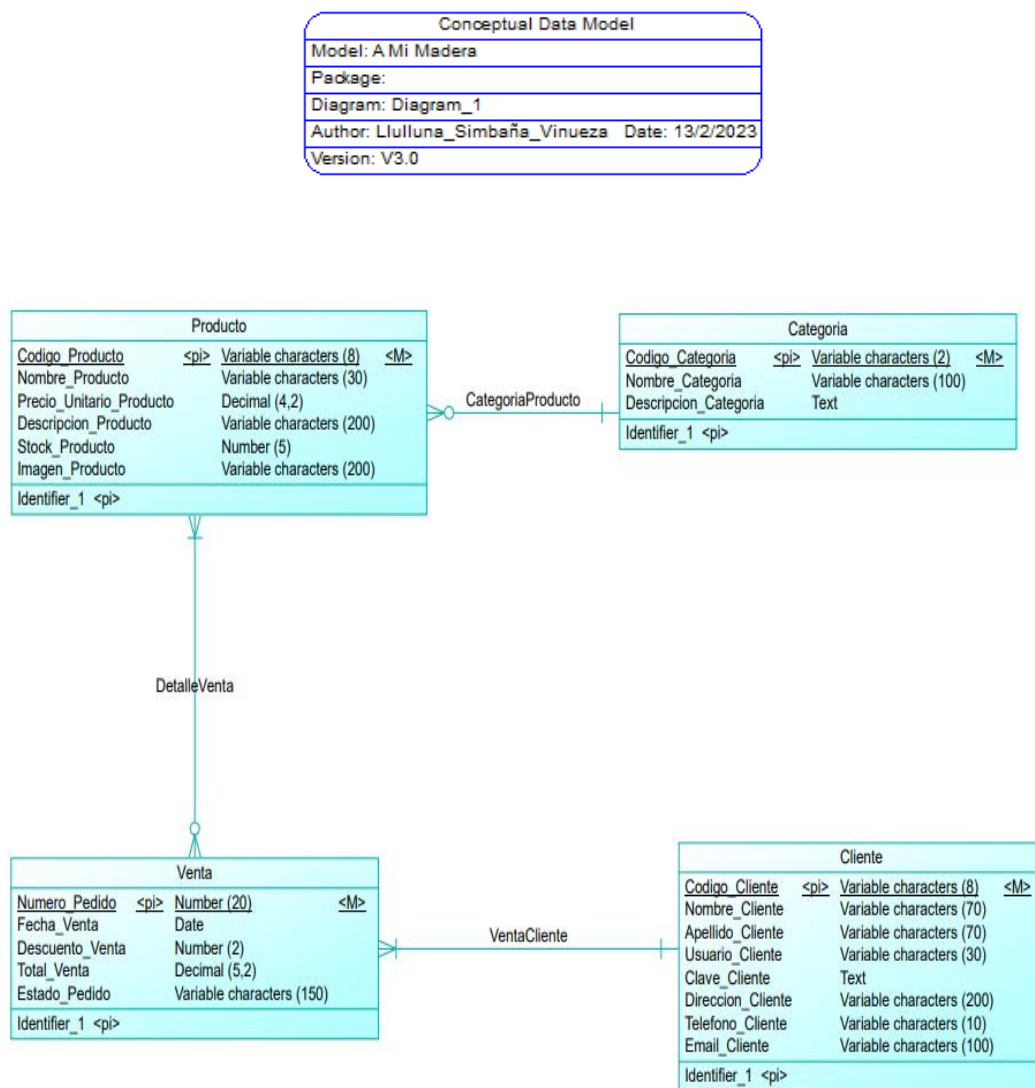 Conceptual Data Model
Model: A Mi Madera
Package:
Diagram: Diagram_1
Author: Llulluna_Simbaña_Vinueza Date: 13/2/2023
Version: V3.0
Producto
Codigo_Producto <pi> Variable characters (8) <M>
Nombre_Producto Variable characters (30)
Precio_Unitario_Producto Decimal (4,2)
Descripcion_Producto Variable characters (200)
Stock_Producto Number (5)
Imagen_Producto Variable characters (200)
Identifier_1 <pi>
CategoriaProducto
Categoria
Codigo_Categoria <pi> Variable characters (2) <M>
Nombre_Categoria Variable characters (100)
Descripcion_Categoria Text
Identifier_1 <pi>
DetalleVenta
Venta
Numero_Pedido <pi> Number (20) <M>
Fecha_Venta Date
Descuento_Venta Number (2)
Total_Venta Decimal (5,2)
Estado_Pedido Variable characters (150)
Identifier_1 <pi>
VentaCliente
Cliente
Codigo_Cliente <pi> Variable characters (8) <M>
Nombre_Cliente Variable characters (70)
Apellido_Cliente Variable characters (70)
Usuario_Cliente Variable characters (30)
Clave_Cliente Text
Direccion_Cliente Variable characters (200)
Telefono_Cliente Variable characters (10)
Email_Cliente Variable characters (100)
Identifier_1 <pi>